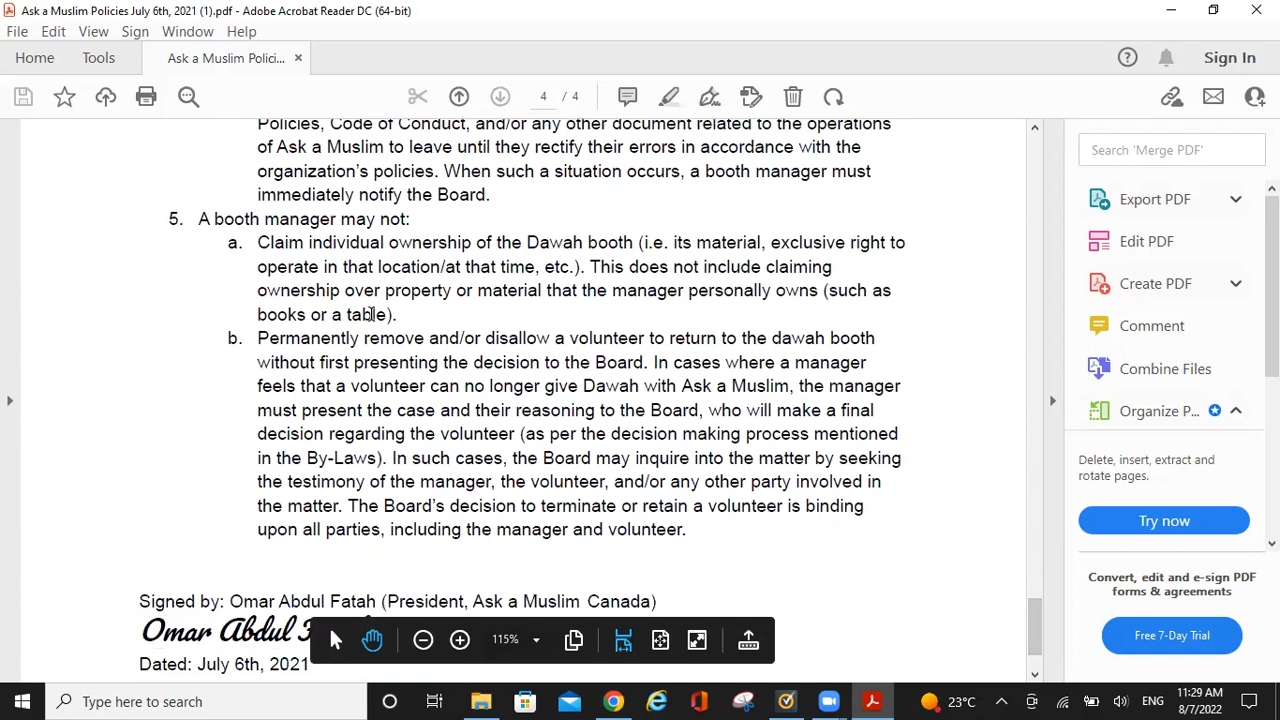 Ask a Muslim Policies July 6th, 2021 (1).pdf - Adobe Acrobat Reader DC (64-bit)
File Edit View Sign Window Help
Home Tools Ask a Muslim Polici... × Sign In
4 / 4
Policies, Code of Conduct, and/or any other document related to the operations
of Ask a Muslim to leave until they rectify their errors in accordance with the
organization's policies. When such a situation occurs, a booth manager must
immediately notify the Board.
5. A booth manager may not:
a. Claim individual ownership of the Dawah booth (i.e. its material, exclusive right to
operate in that location/at that time, etc.). This does not include claiming
ownership over property or material that the manager personally owns (such as
books or a table).
b. Permanently remove and/or disallow a volunteer to return to the dawah booth
without first presenting the decision to the Board. In cases where a manager
feels that a volunteer can no longer give Dawah with Ask a Muslim, the manager
must present the case and their reasoning to the Board, who will make a final
decision regarding the volunteer (as per the decision making process mentioned
in the By-Laws). In such cases, the Board may inquire into the matter by seeking
the testimony of the manager, the volunteer, and/or any other party involved in
the matter. The Board's decision to terminate or retain a volunteer is binding
upon all parties, including the manager and volunteer.
Signed by: Omar Abdul Fatah (President, Ask a Muslim Canada)
Omar Abdul F
Dated: July 6th, 2021
115%
Search 'Merge PDF'
Export PDF
Edit PDF
Create PDF
Comment
Combine Files
Organize P...
Delete, insert, extract and
rotate pages.
Try now
Convert, edit and e-sign PDF
forms & agreements
Free 7-Day Trial
Type here to search
23°C ENG 11:29 AM
8/7/2022